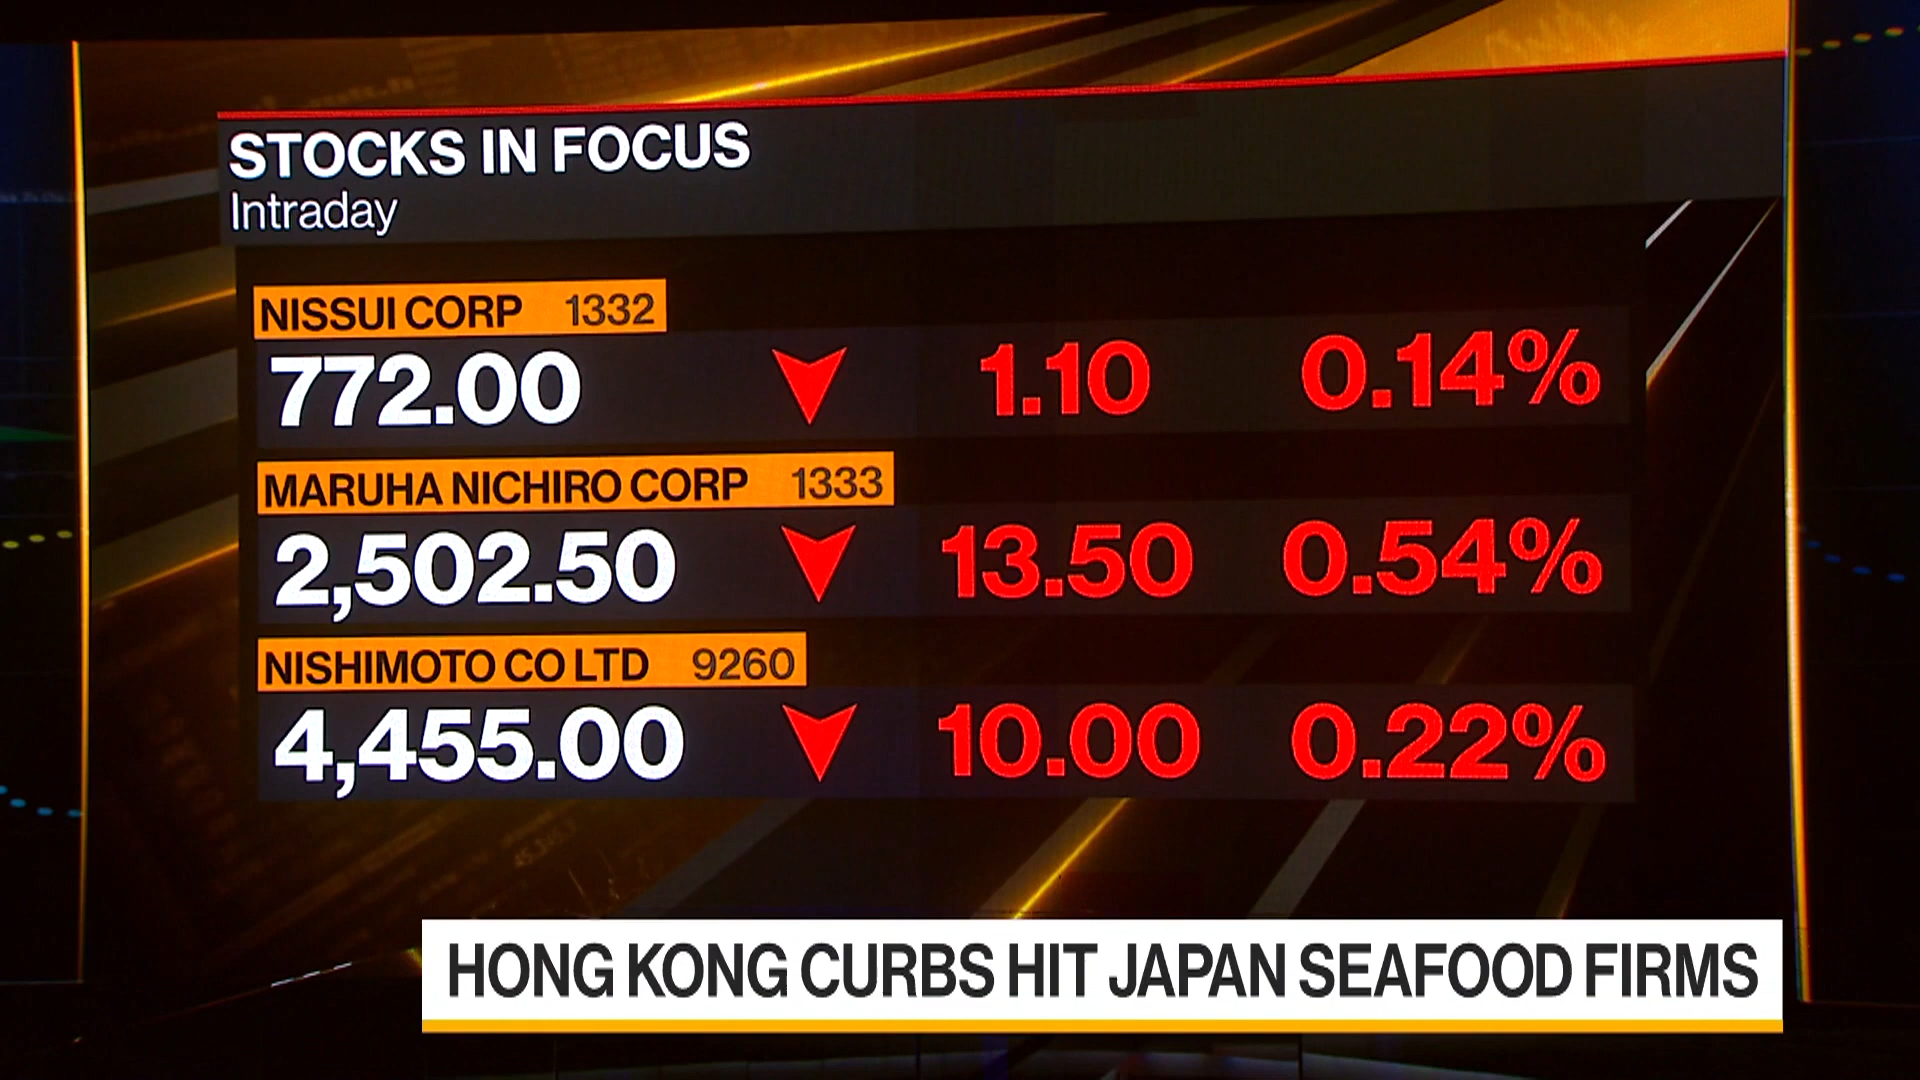 STOCKS IN FOCUS
Intraday
NISSUI CORP 1332
772.00 1.10 0.14%
MARUHA NICHIRO CORP 1333
2,502.50 13.50 0.54%
NISHIMOTO CO LTD 9260
4,455.00 10.00 0.22%
HONG KONG CURBS HIT JAPAN SEAFOOD FIRMS